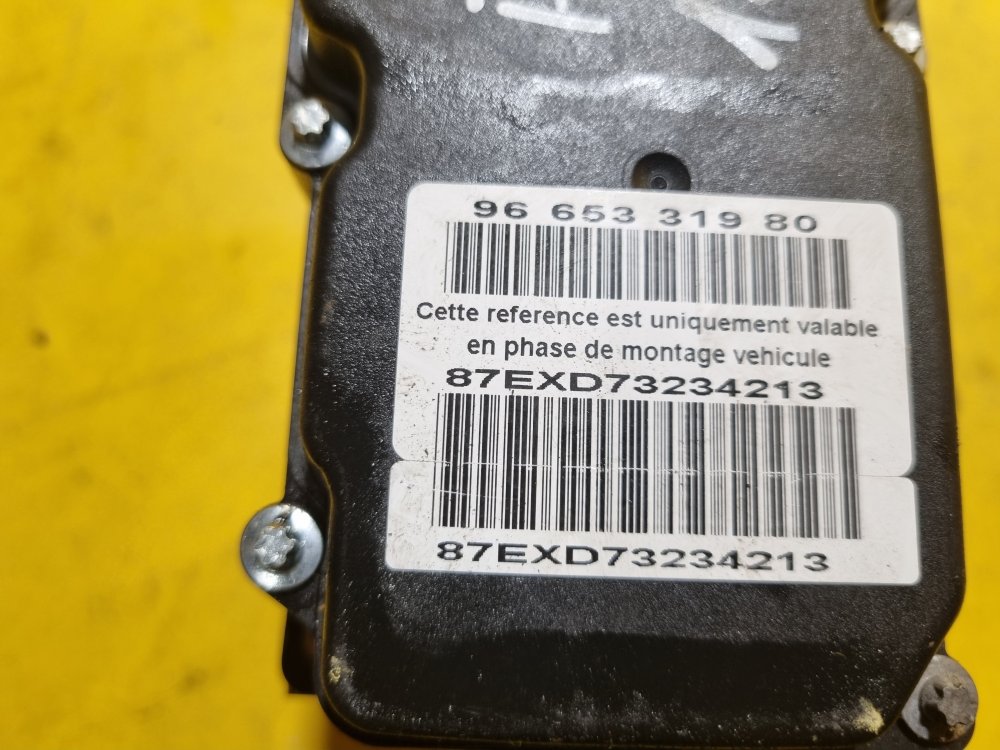 96 653 319 80
Cette reference est uniquement valable
en phase de montage vehicule
87EXD73234213
87EXD73234213